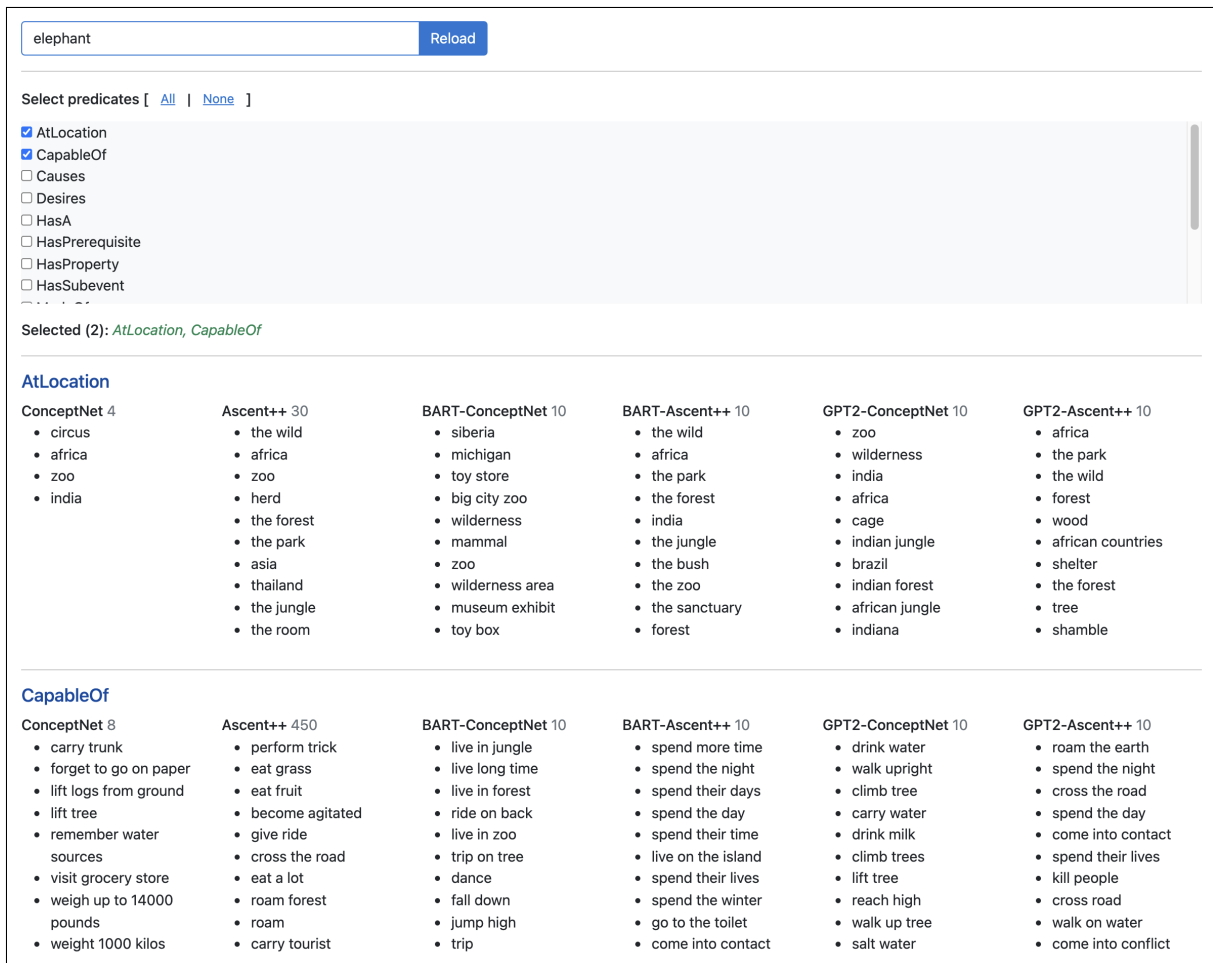 elephant
Reload
Select predicates [ All | None ]
AtLocation
CapableOf
Causes
Desires
HasA
HasPrerequisite
HasProperty
HasSubevent
Selected (2): AtLocation, CapableOf
AtLocation
ConceptNet 4
circus
africa
zoo
india
Ascent++ 30
the wild
africa
zoo
herd
the forest
the park
asia
thailand
the jungle
the room
BART-ConceptNet 10
siberia
michigan
toy store
big city zoo
wilderness
mammal
zoo
wilderness area
museum exhibit
toy box
BART-Ascent++ 10
the wild
africa
the park
the forest
india
the jungle
the bush
the zoo
the sanctuary
forest
GPT2-ConceptNet 10
zoo
wilderness
india
africa
cage
indian jungle
brazil
indian forest
african jungle
indiana
GPT2-Ascent++ 10
africa
the park
the wild
forest
wood
african countries
shelter
the forest
tree
shamble
CapableOf
ConceptNet 8
carry trunk
forget to go on paper
lift logs from ground
lift tree
remember water
sources
visit grocery store
weigh up to 14000
pounds
weight 1000 kilos
Ascent++ 450
perform trick
eat grass
eat fruit
become agitated
give ride
cross the road
eat a lot
roam forest
roam
carry tourist
BART-ConceptNet 10
live in jungle
live long time
live in forest
ride on back
live in zoo
trip on tree
dance
fall down
jump high
trip
BART-Ascent++ 10
spend more time
spend the night
spend their days
spend the day
spend their time
live on the island
spend their lives
spend the winter
go to the toilet
come into contact
GPT2-ConceptNet 10
drink water
walk upright
climb tree
carry water
drink milk
climb trees
lift tree
reach high
walk up tree
salt water
GPT2-Ascent++ 10
roam the earth
spend the night
cross the road
spend the day
come into contact
spend their lives
kill people
cross road
walk on water
come into conflict